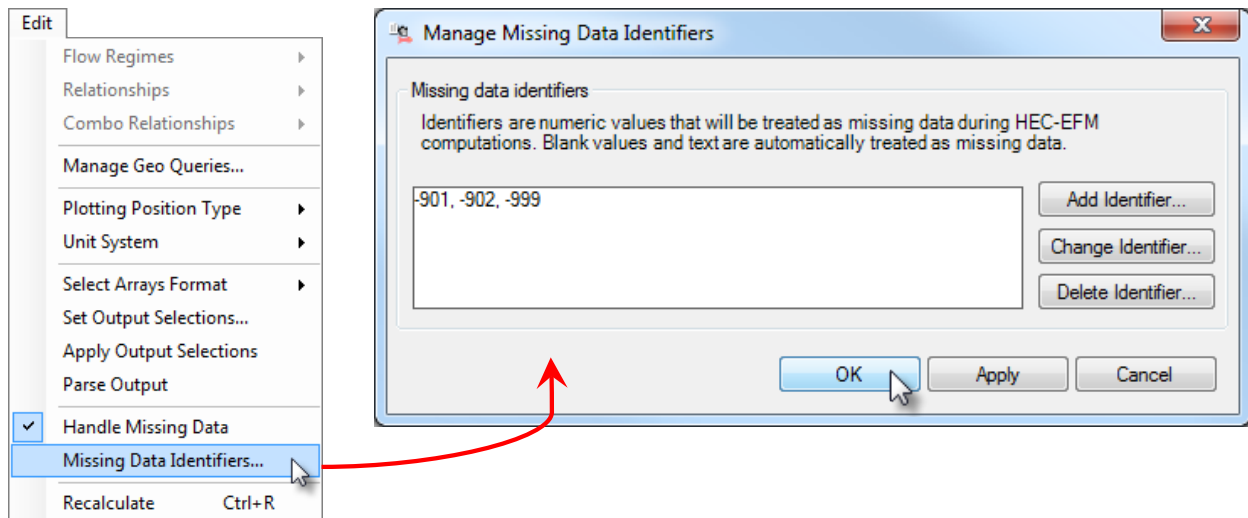 Edit
Flow Regimes
Relationships
Combo Relationships
Manage Geo Queries...
Plotting Position Type
Unit System
Select Arrays Format
Set Output Selections...
Apply Output Selections
Parse Output
Handle Missing Data
Missing Data Identifiers...
Recalculate Ctrl+R
Manage Missing Data Identifiers
Missing data identifiers
Identifiers are numeric values that will be treated as missing data during HEC-EFM
computations. Blank values and text are automatically treated as missing data.
-901, -902, -999
Add Identifier...
Change Identifier...
Delete Identifier...
OK Apply Cancel